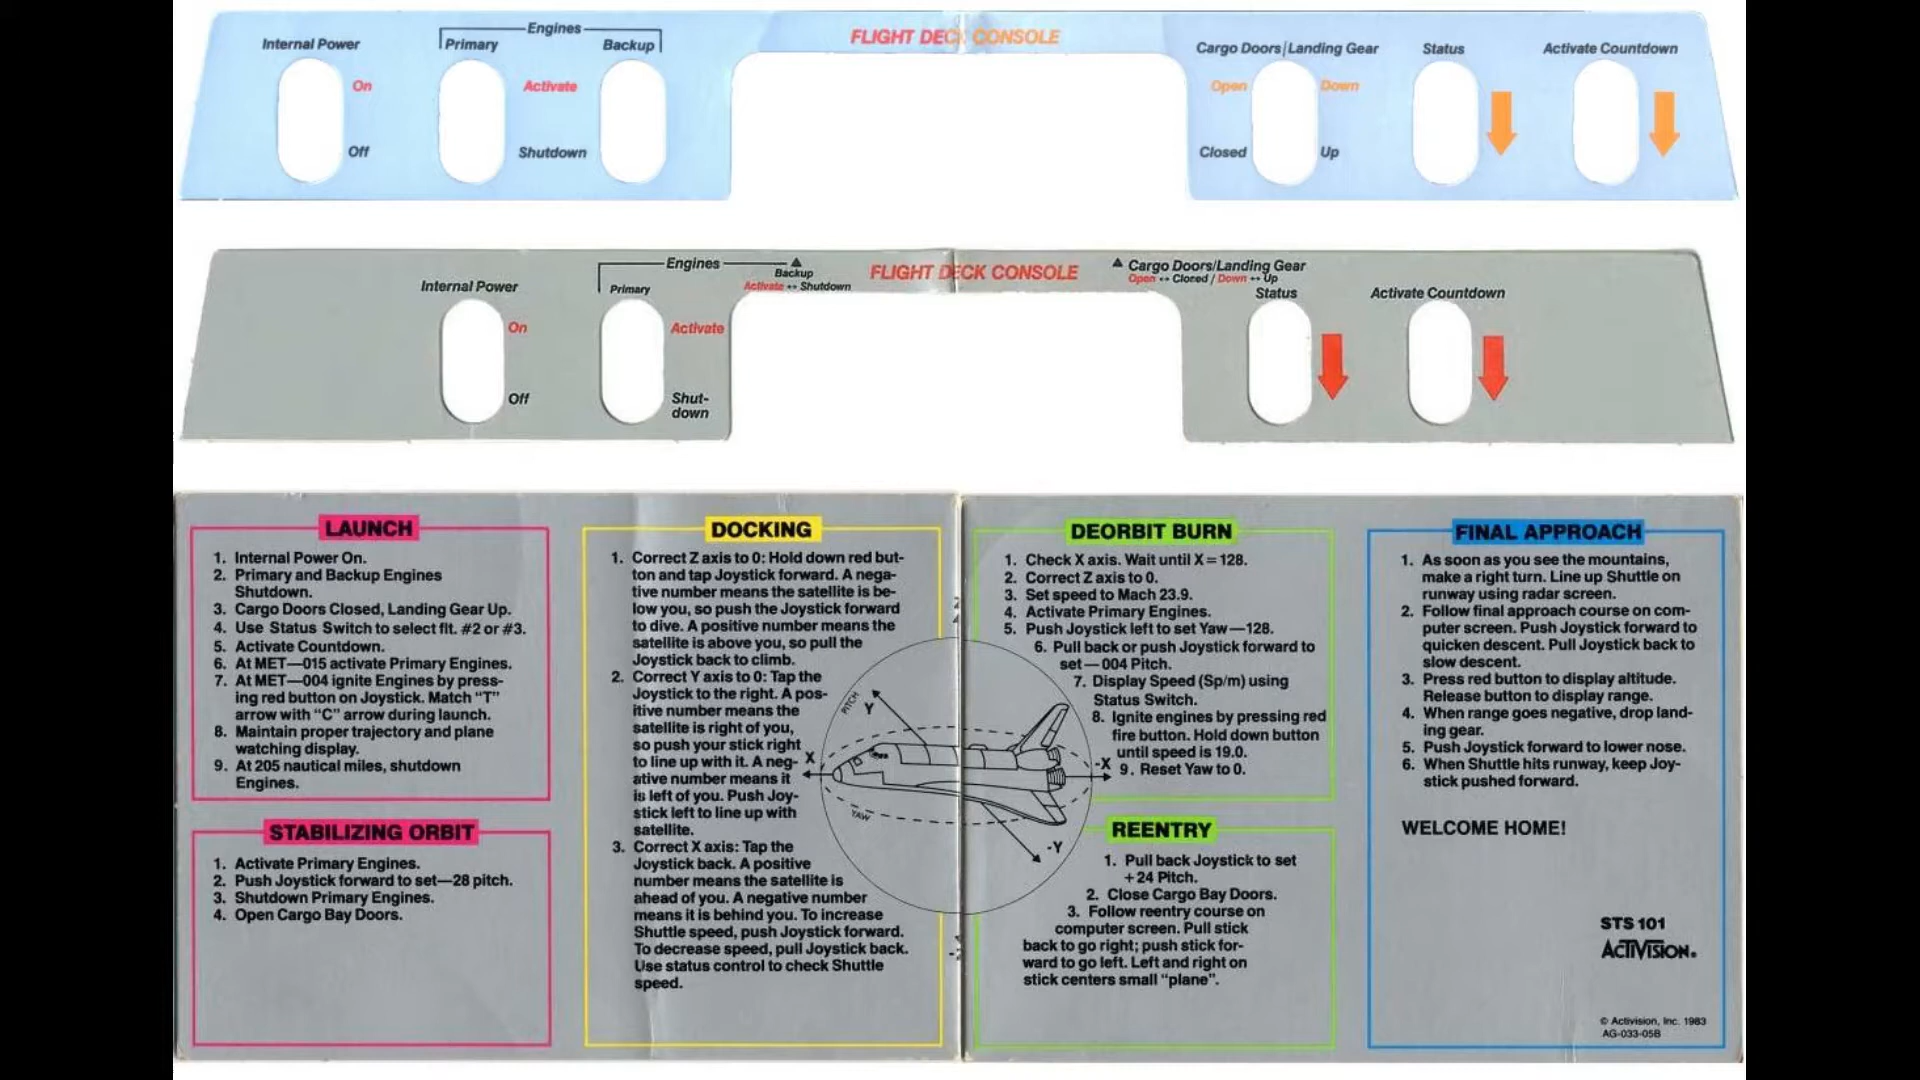 Internal Power
Engines
Primary
Backup
On
Off
Activate
Shutdown
FLIGHT DECK CONSOLE
Cargo Doors/Landing Gear
Status
Activate Countdown
Open
Down
Closed
Up
Internal Power
Engines
Primary
Backup
Activate ↔ Shutdown
On
Off
Activate
Shut-
down
FLIGHT DECK CONSOLE
Cargo Doors/Landing Gear
Open ↔ Closed / Down ↔ Up
Status
Activate Countdown
LAUNCH
1. Internal Power On.
2. Primary and Backup Engines
Shutdown.
3. Cargo Doors Closed, Landing Gear Up.
4. Use Status Switch to select flt. #2 or #3.
5. Activate Countdown.
6. At MET—015 activate Primary Engines.
7. At MET—004 ignite Engines by press-
ing red button on Joystick. Match "T"
arrow with "C" arrow during launch.
8. Maintain proper trajectory and plane
watching display.
9. At 205 nautical miles, shutdown
Engines.
STABILIZING ORBIT
1. Activate Primary Engines.
2. Push Joystick forward to set—28 pitch.
3. Shutdown Primary Engines.
4. Open Cargo Bay Doors.
DOCKING
1. Correct Z axis to 0: Hold down red but-
ton and tap Joystick forward. A nega-
tive number means the satellite is be-
low you, so push the Joystick forward
to dive. A positive number means the
satellite is above you, so pull the
Joystick back to climb.
2. Correct Y axis to 0: Tap the
Joystick to the right. A pos-
itive number means the
satellite is right of you,
so push your stick right
to line up with it. A neg-
ative number means it
is left of you. Push Joy-
stick left to line up with
satellite.
3. Correct X axis: Tap the
Joystick back. A positive
number means the satellite is
ahead of you. A negative number
means it is behind you. To increase
Shuttle speed, push Joystick forward.
To decrease speed, pull Joystick back.
Use status control to check Shuttle
speed.
PITCH
Y
X
YAW
-X
-Y
DEORBIT BURN
1. Check X axis. Wait until X=128.
2. Correct Z axis to 0.
3. Set speed to Mach 23.9.
4. Activate Primary Engines.
5. Push Joystick left to set Yaw—128.
6. Pull back or push Joystick forward to
set—004 Pitch.
7. Display Speed (Sp/m) using
Status Switch.
8. Ignite engines by pressing red
fire button. Hold down button
until speed is 19.0.
9. Reset Yaw to 0.
REENTRY
1. Pull back Joystick to set
+24 Pitch.
2. Close Cargo Bay Doors.
3. Follow reentry course on
computer screen. Pull stick
back to go right; push stick for-
ward to go left. Left and right on
stick centers small "plane".
FINAL APPROACH
1. As soon as you see the mountains,
make a right turn. Line up Shuttle on
runway using radar screen.
2. Follow final approach course on com-
puter screen. Push Joystick forward to
quicken descent. Pull Joystick back to
slow descent.
3. Press red button to display altitude.
Release button to display range.
4. When range goes negative, drop land-
ing gear.
5. Push Joystick forward to lower nose.
6. When Shuttle hits runway, keep Joy-
stick pushed forward.
WELCOME HOME!
STS 101
ACTIVISION.
© Activision, Inc. 1983
AG-033-05B